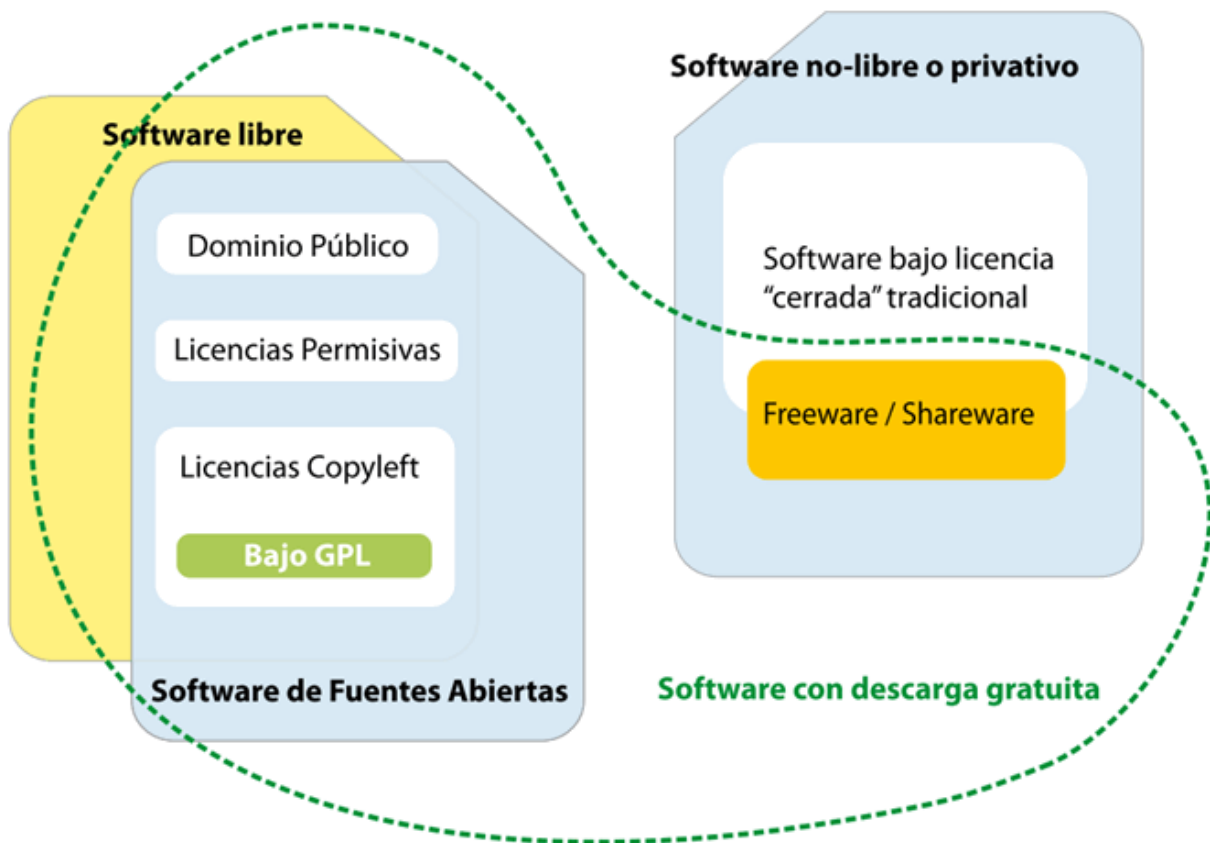 Software libre
Dominio Público
Licencias Permisivas
Licencias Copyleft
Bajo GPL
Software de Fuentes Abiertas
Software no-libre o privativo
Software bajo licencia
“cerrada” tradicional
Freeware / Shareware
Software con descarga gratuita